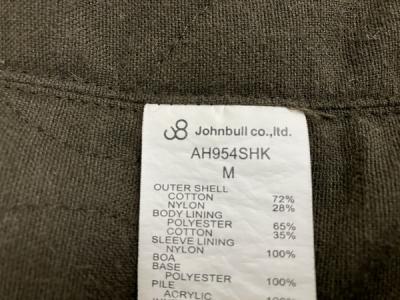 Johnbull co.,ltd.
AH954SHK
M
OUTER SHELL
COTTON 72%
NYLON 28%
BODY LINING
POLYESTER 65%
COTTON 35%
SLEEVE LINING
NYLON 100%
BOA
BASE
POLYESTER 100%
PILE
ACRYLIC 100%